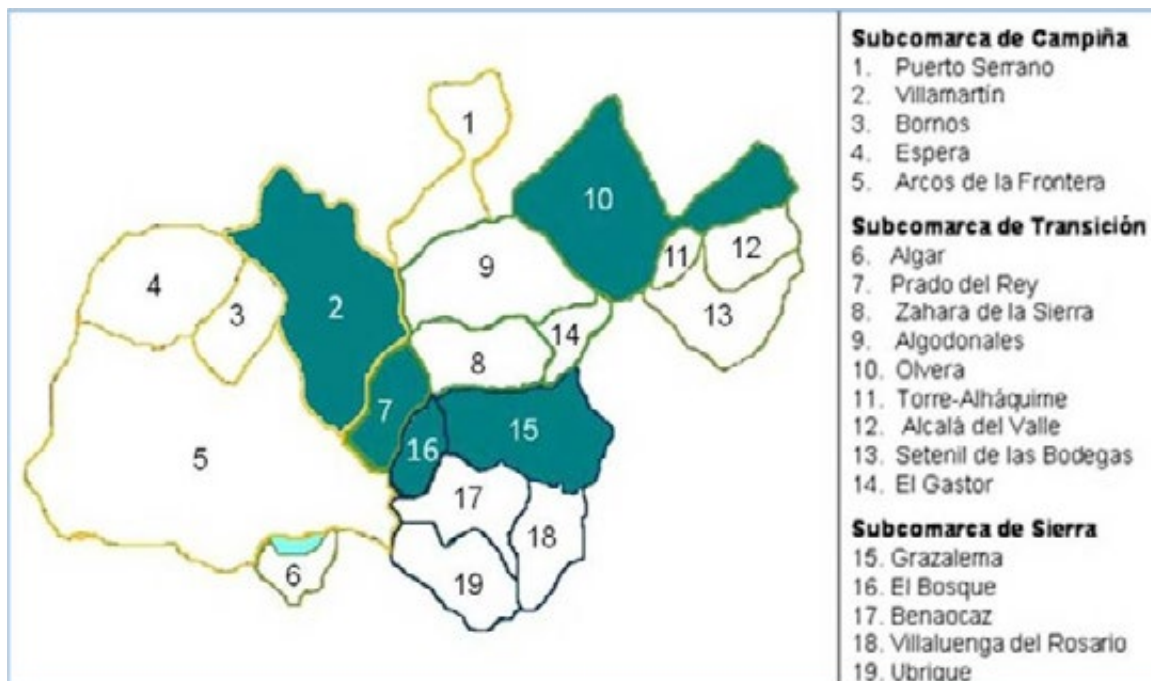 1
10
12
11
9
4
2
3
13
14
8
7
15
16
5
17
18
6
19
Subcomarca de Campiña
1. Puerto Serrano
2. Villamartín
3. Bornos
4. Espera
5. Arcos de la Frontera
Subcomarca de Transición
6. Algar
7. Prado del Rey
8. Zahara de la Sierra
9. Algodonales
10. Olvera
11. Torre-Alháquime
12. Alcalá del Valle
13. Setenil de las Bodegas
14. El Gastor
Subcomarca de Sierra
15. Grazalema
16. El Bosque
17. Benaocaz
18. Villaluenga del Rosario
19. Ubrique